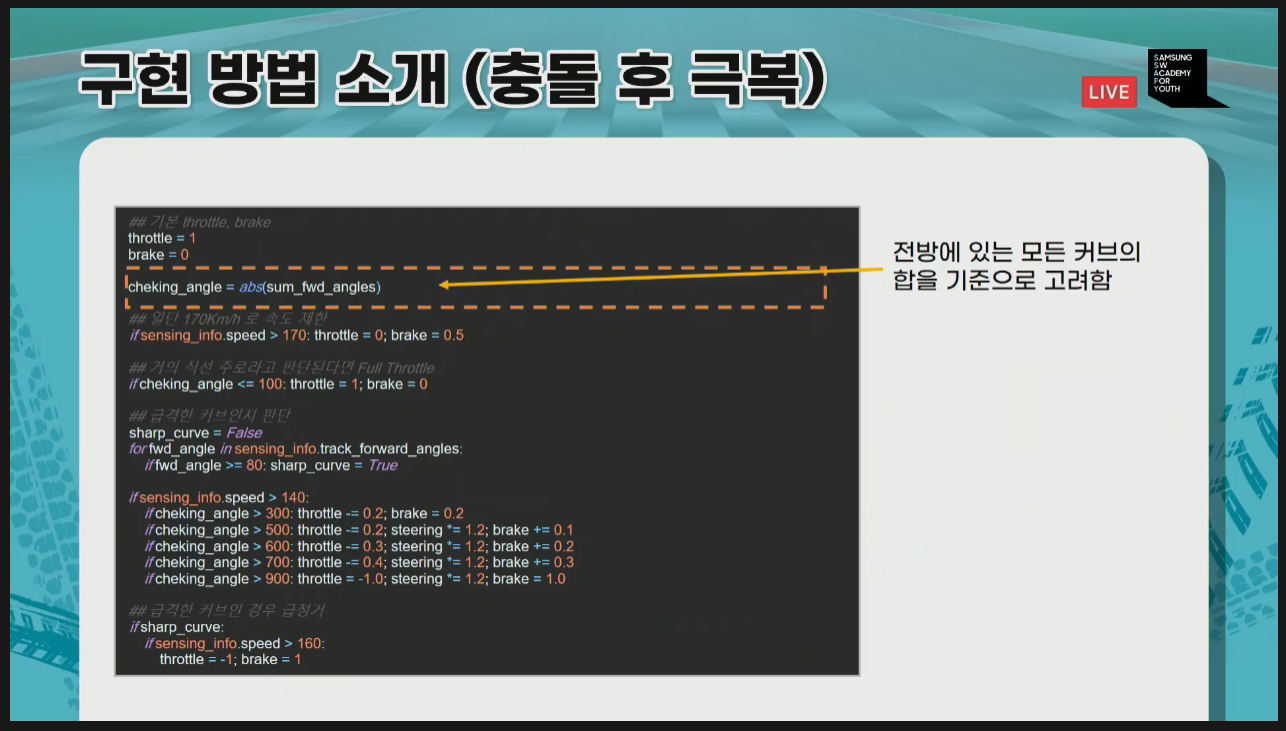 구현 방법 소개 (충돌 후 극복)
LIVE
SAMSUNG
SW
ACADEMY
FOR
YOUTH
## 기본 throttle, brake
throttle = 1
brake = 0
cheking_angle = abs(sum_fwd_angles)
전방에 있는 모든 커브의
합을 기준으로 고려함
## 일단 170Km/h 로 속도 제한
if sensing_info.speed > 170: throttle = 0; brake = 0.5
## 거의 직선 주로라고 판단된다면 Full Throttle
if cheking_angle <= 100: throttle = 1; brake = 0
## 급격한 커브인지 판단
sharp_curve = False
for fwd_angle in sensing_info.track_forward_angles:
if fwd_angle >= 80: sharp_curve = True
if sensing_info.speed > 140:
if cheking_angle > 300: throttle -= 0.2; brake = 0.2
if cheking_angle > 500: throttle -= 0.2; steering *= 1.2; brake += 0.1
if cheking_angle > 600: throttle -= 0.3; steering *= 1.2; brake += 0.2
if cheking_angle > 700: throttle -= 0.4; steering *= 1.2; brake += 0.3
if cheking_angle > 900: throttle = -1.0; steering *= 1.2; brake = 1.0
## 급격한 커브인 경우 급정거
if sharp_curve:
if sensing_info.speed > 160:
throttle = -1; brake = 1